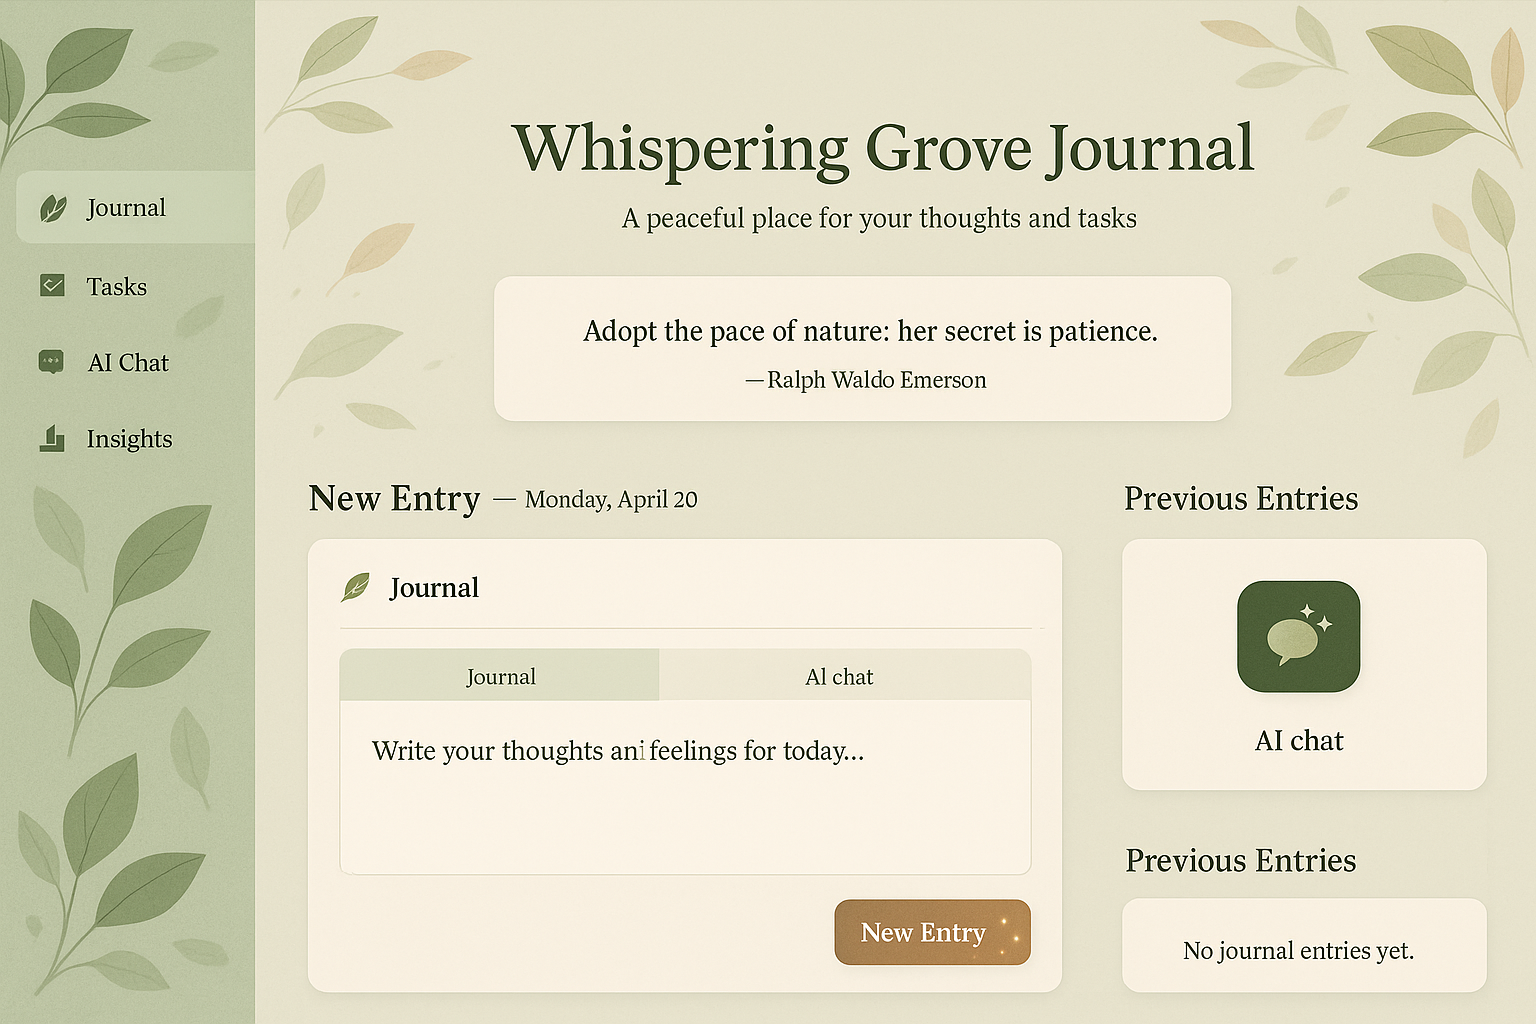 Journal
Tasks
AI Chat
Insights
Whispering Grove Journal
A peaceful place for your thoughts and tasks
Adopt the pace of nature: her secret is patience.
— Ralph Waldo Emerson
New Entry — Monday, April 20
Journal
Journal
AI chat
Write your thoughts ani feelings for today...
New Entry
Previous Entries
AI chat
Previous Entries
No journal entries yet.